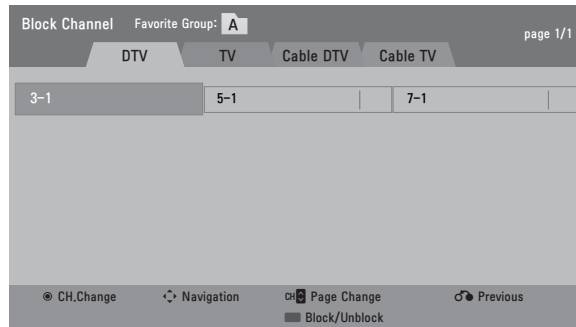 Block Channel Favorite Group: A
page 1/1
DTV TV Cable DTV Cable TV
3-1 5-1 7-1
CH.Change Navigation CH Page Change Previous
Block/Unblock